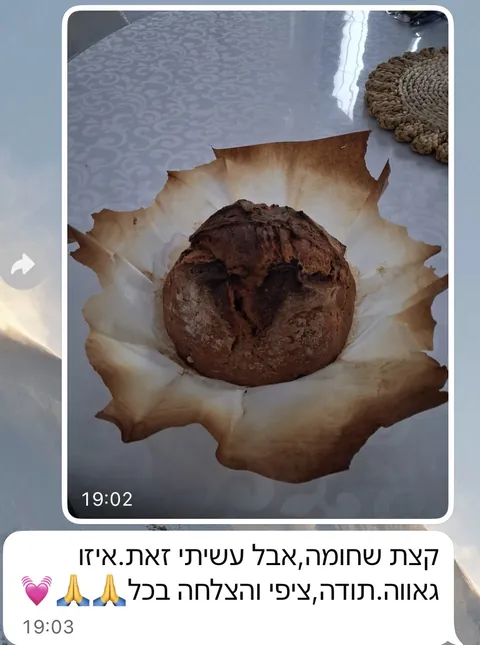 19:02
קצת שחומה,אבל עשיתי זאת.איזו
גאווה.תודה,ציפי והצלחה בכל🙏🙏💓
19:03